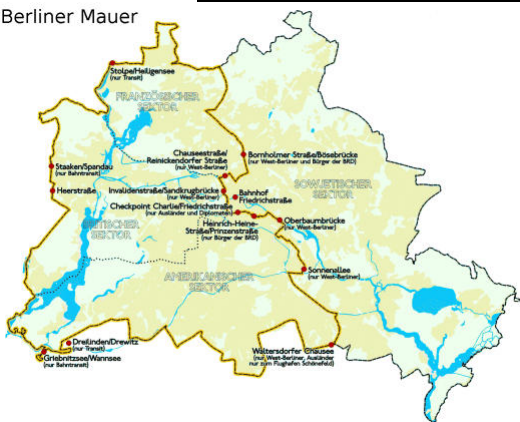 Berliner Mauer
Stolpe/Heiligensee
(nur Transit)
FRANZÖSISCHER
SEKTOR
Chausseestraße/
Reinickendorfer Straße
(nur West-Berliner)
Bornholmer Straße/Bösebrücke
(nur West-Berliner und Bürger der BRD)
Staaken/Spandau
(nur Bahntransit)
Heerstraße
Invalidenstraße/Sandkrugbrücke
(nur West-Berliner)
Bahnhof
Friedrichstraße
SOWJETISCHER
SEKTOR
Checkpoint Charlie/Friedrichstraße
(nur Ausländer und Diplomaten)
BRITISCHER
SEKTOR
Heinrich-Heine-
Straße/Prinzenstraße
(nur Bürger der BRD)
Oberbaumbrücke
(nur West-Berliner)
AMERIKANISCHER
SEKTOR
Sonnenallee
(nur West-Berliner)
Dreilinden/Drewitz
(nur Transit)
Griebnitzsee/Wannsee
(nur Bahntransit)
Waltersdorfer Chausee
(nur West-Berliner, Ausländer
nur zum Flughafen Schönefeld)